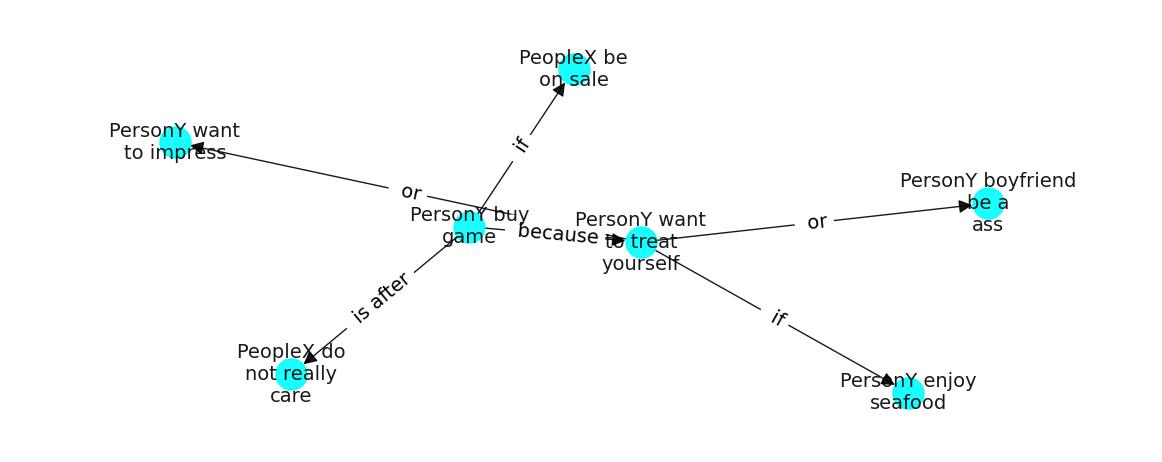 PeopleX be
on sale
PersonY want
to impress
if
PersonY boyfriend
be a
ass
or
PersonY buy
game
because
PersonY want
to treat
yourself
or
is after
if
PeopleX do
not really
care
PersonY enjoy
seafood